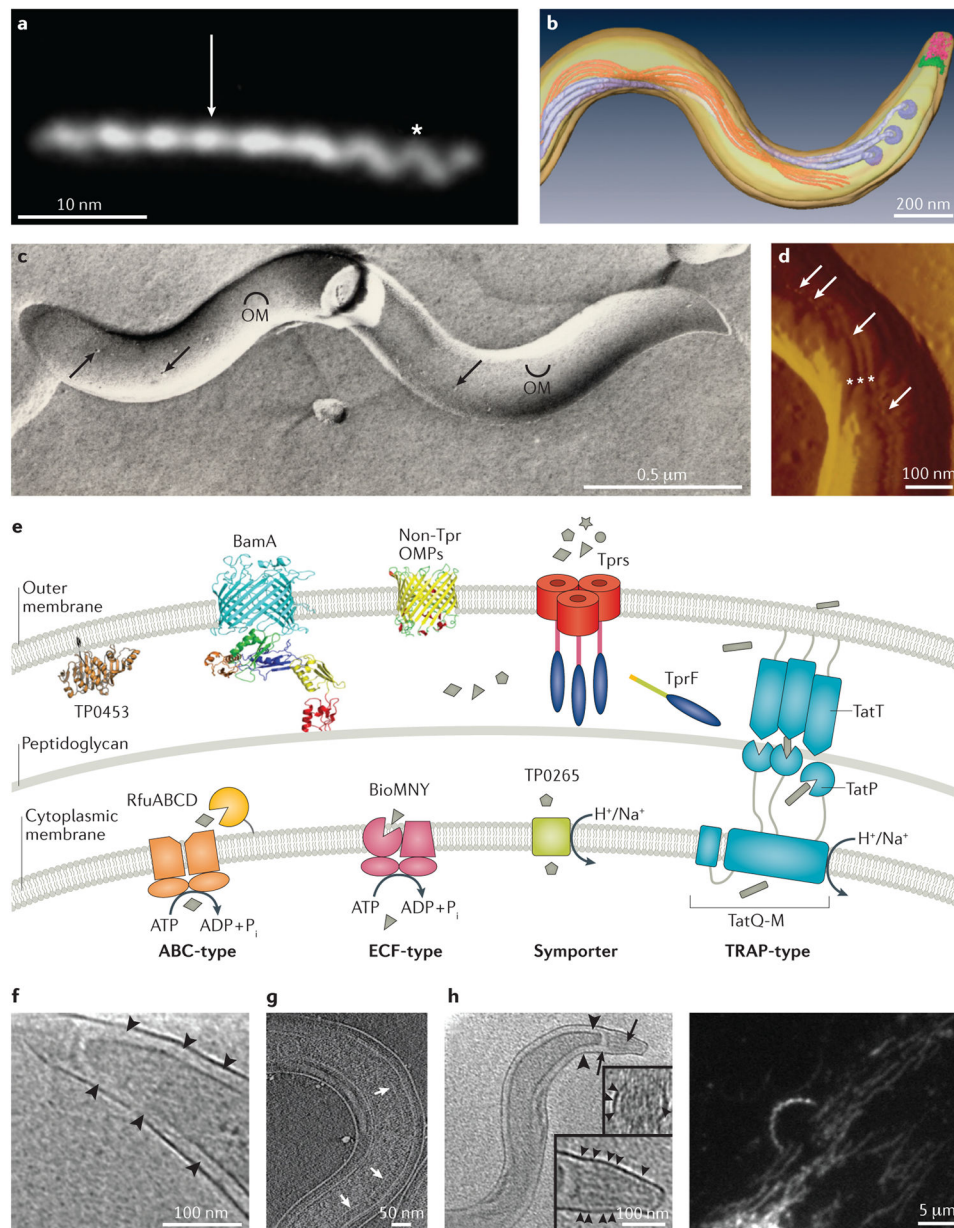 a
*
10 nm
b
200 nm
c
OM
OM
0.5 µm
d
***
100 nm
e
BamA
Non-Tpr
OMPs
Tprs
Outer
membrane
TP0453
TprF
TatT
Peptidoglycan
TatP
RfuABCD
BioMNY
TP0265
H⁺/Na⁺
H⁺/Na⁺
Cytoplasmic
membrane
ATP
ADP+Pᵢ
ATP
ADP+Pᵢ
TatQ-M
ABC-type
ECF-type
Symporter
TRAP-type
f
100 nm
g
50 nm
h
100 nm
5 µm